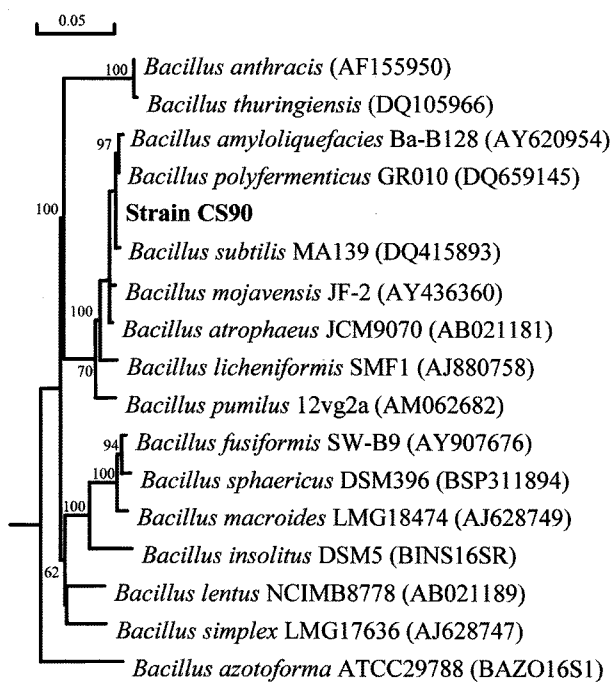 0.05
100
Bacillus anthracis (AF155950)
Bacillus thuringiensis (DQ105966)
97
Bacillus amyloliquefacies Ba-B128 (AY620954)
Bacillus polyfermenticus GR010 (DQ659145)
100
Strain CS90
Bacillus subtilis MA139 (DQ415893)
Bacillus mojavensis JF-2 (AY436360)
100
Bacillus atrophaeus JCM9070 (AB021181)
Bacillus licheniformis SMF1 (AJ880758)
70
Bacillus pumilus 12vg2a (AM062682)
94
Bacillus fusiformis SW-B9 (AY907676)
100
Bacillus sphaericus DSM396 (BSP311894)
100
Bacillus macroides LMG18474 (AJ628749)
Bacillus insolitus DSM5 (BINS16SR)
62
Bacillus lentus NCIMB8778 (AB021189)
Bacillus simplex LMG17636 (AJ628747)
Bacillus azotoforma ATCC29788 (BAZO16S1)